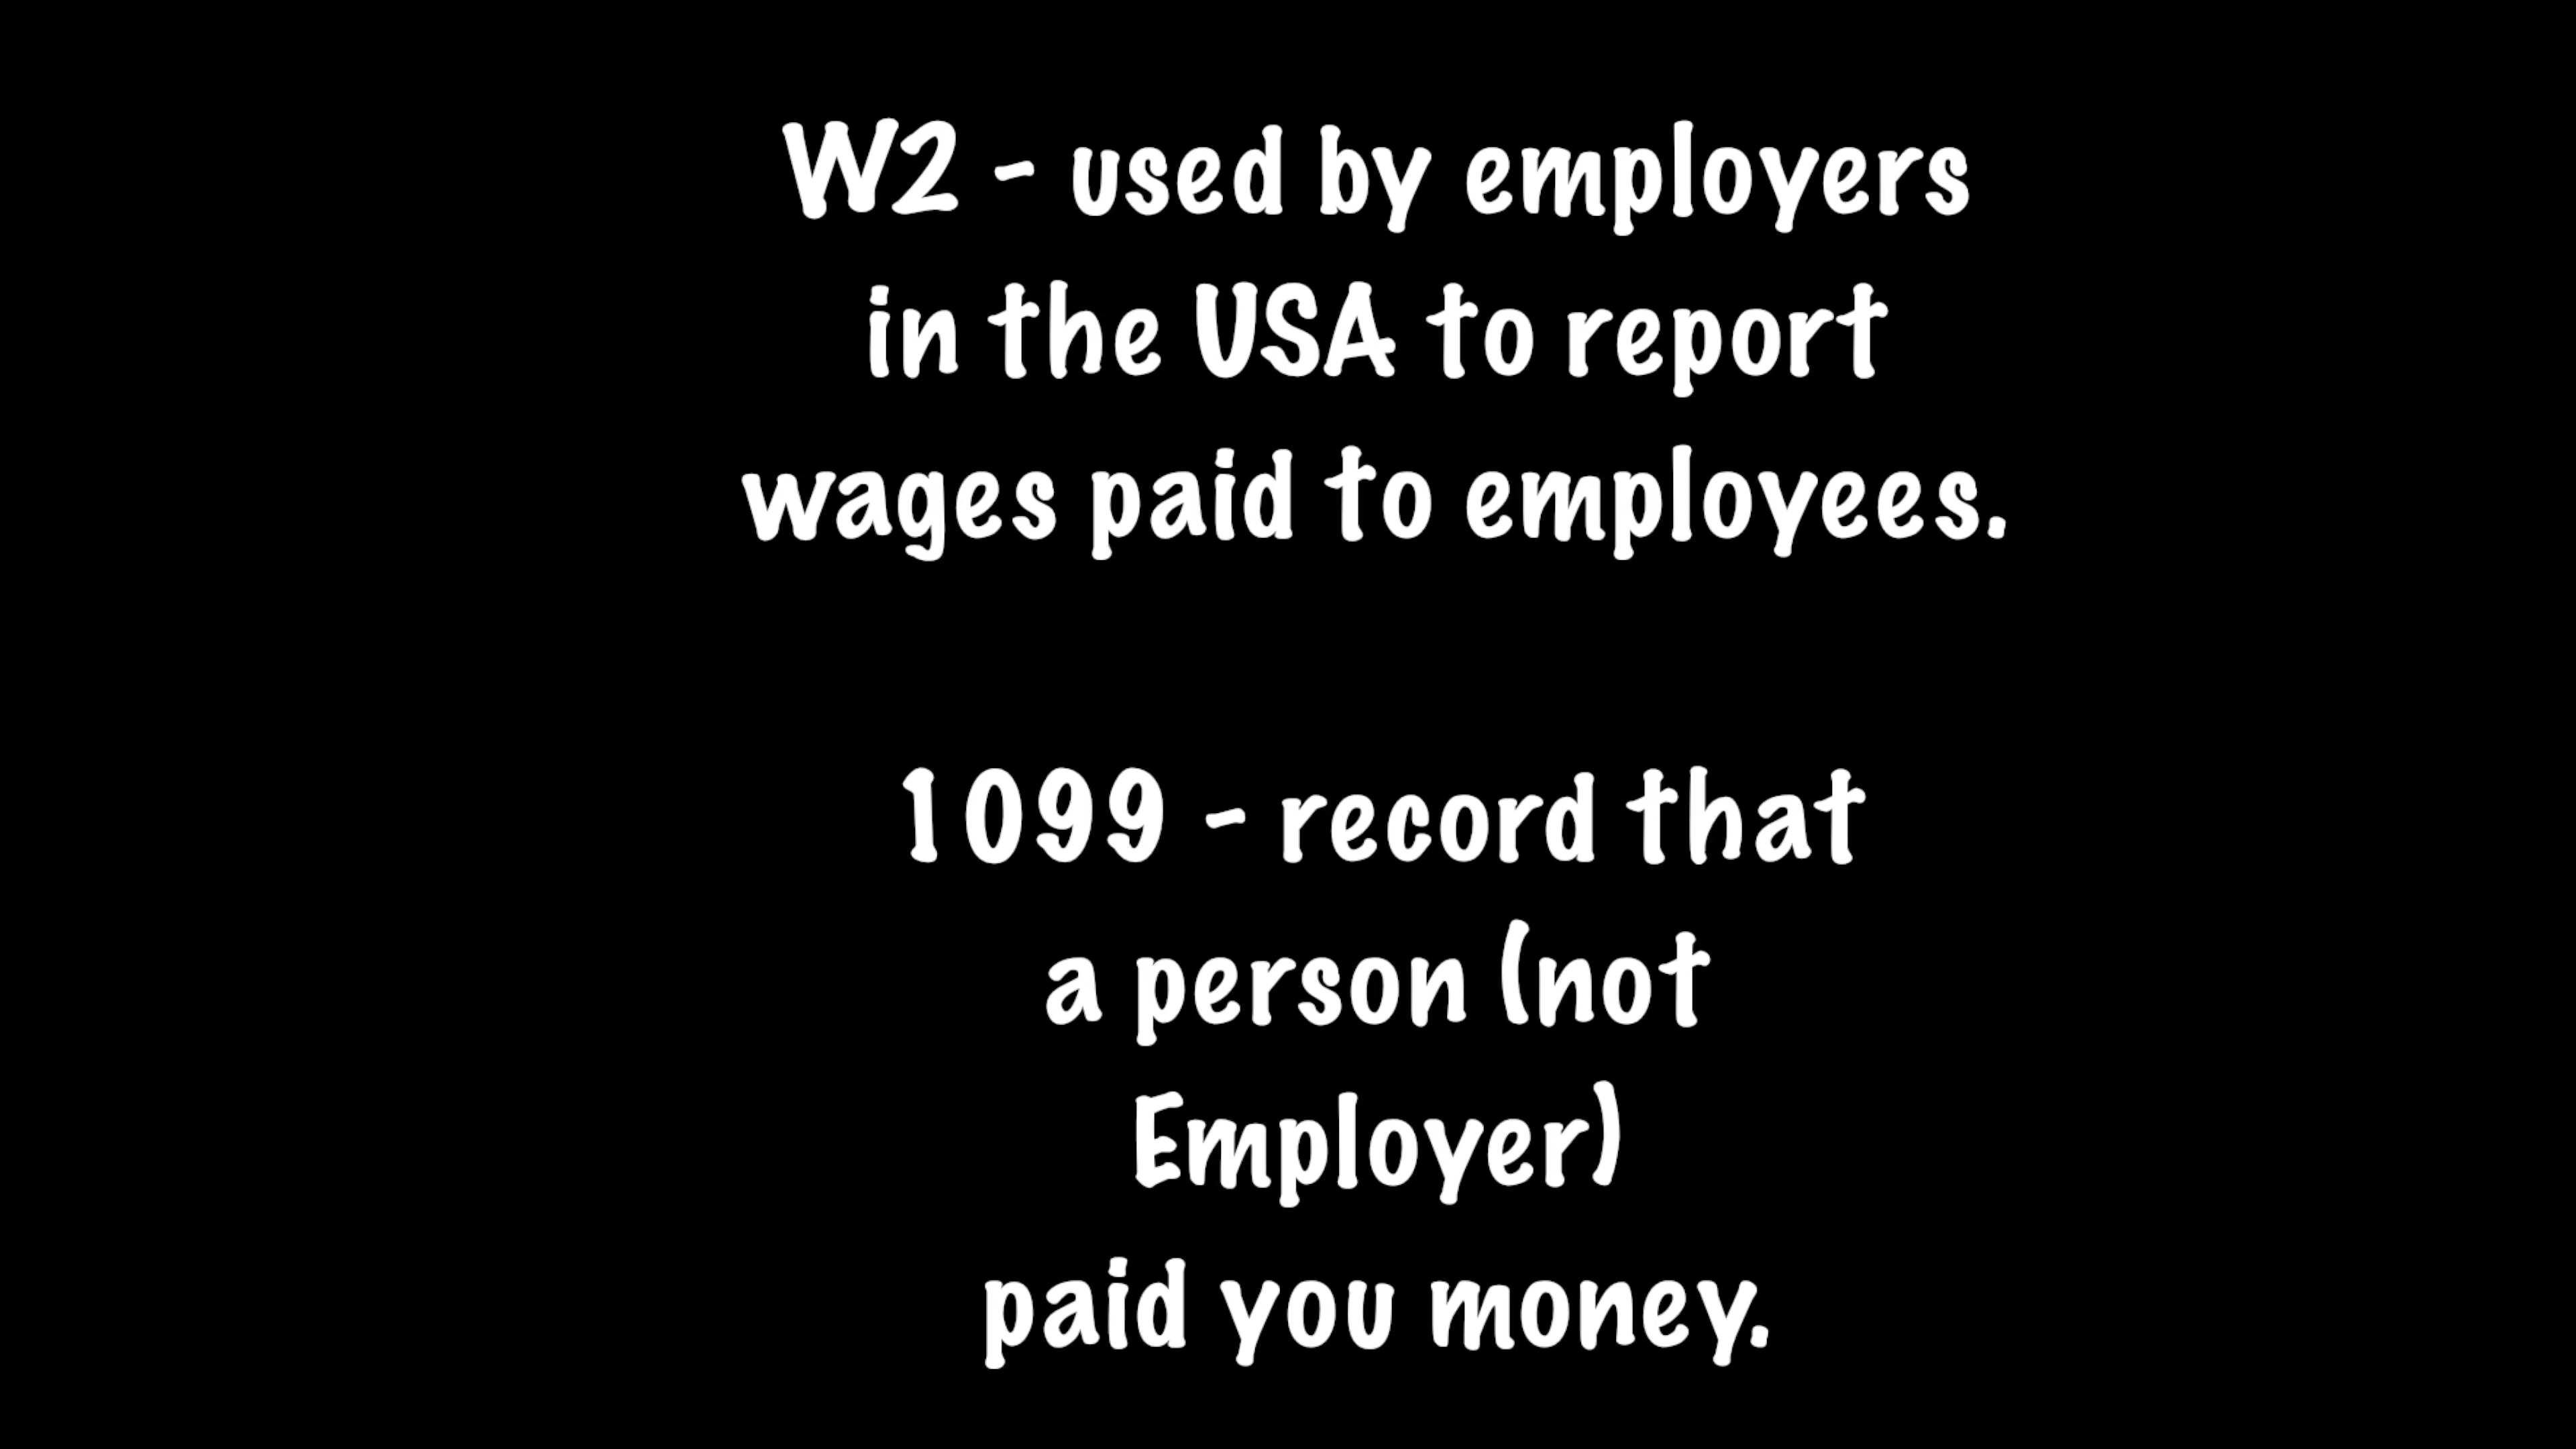 W2 - used by employers
in the USA to report
wages paid to employees.
1099 - record that
a person (not
Employer)
paid you money.